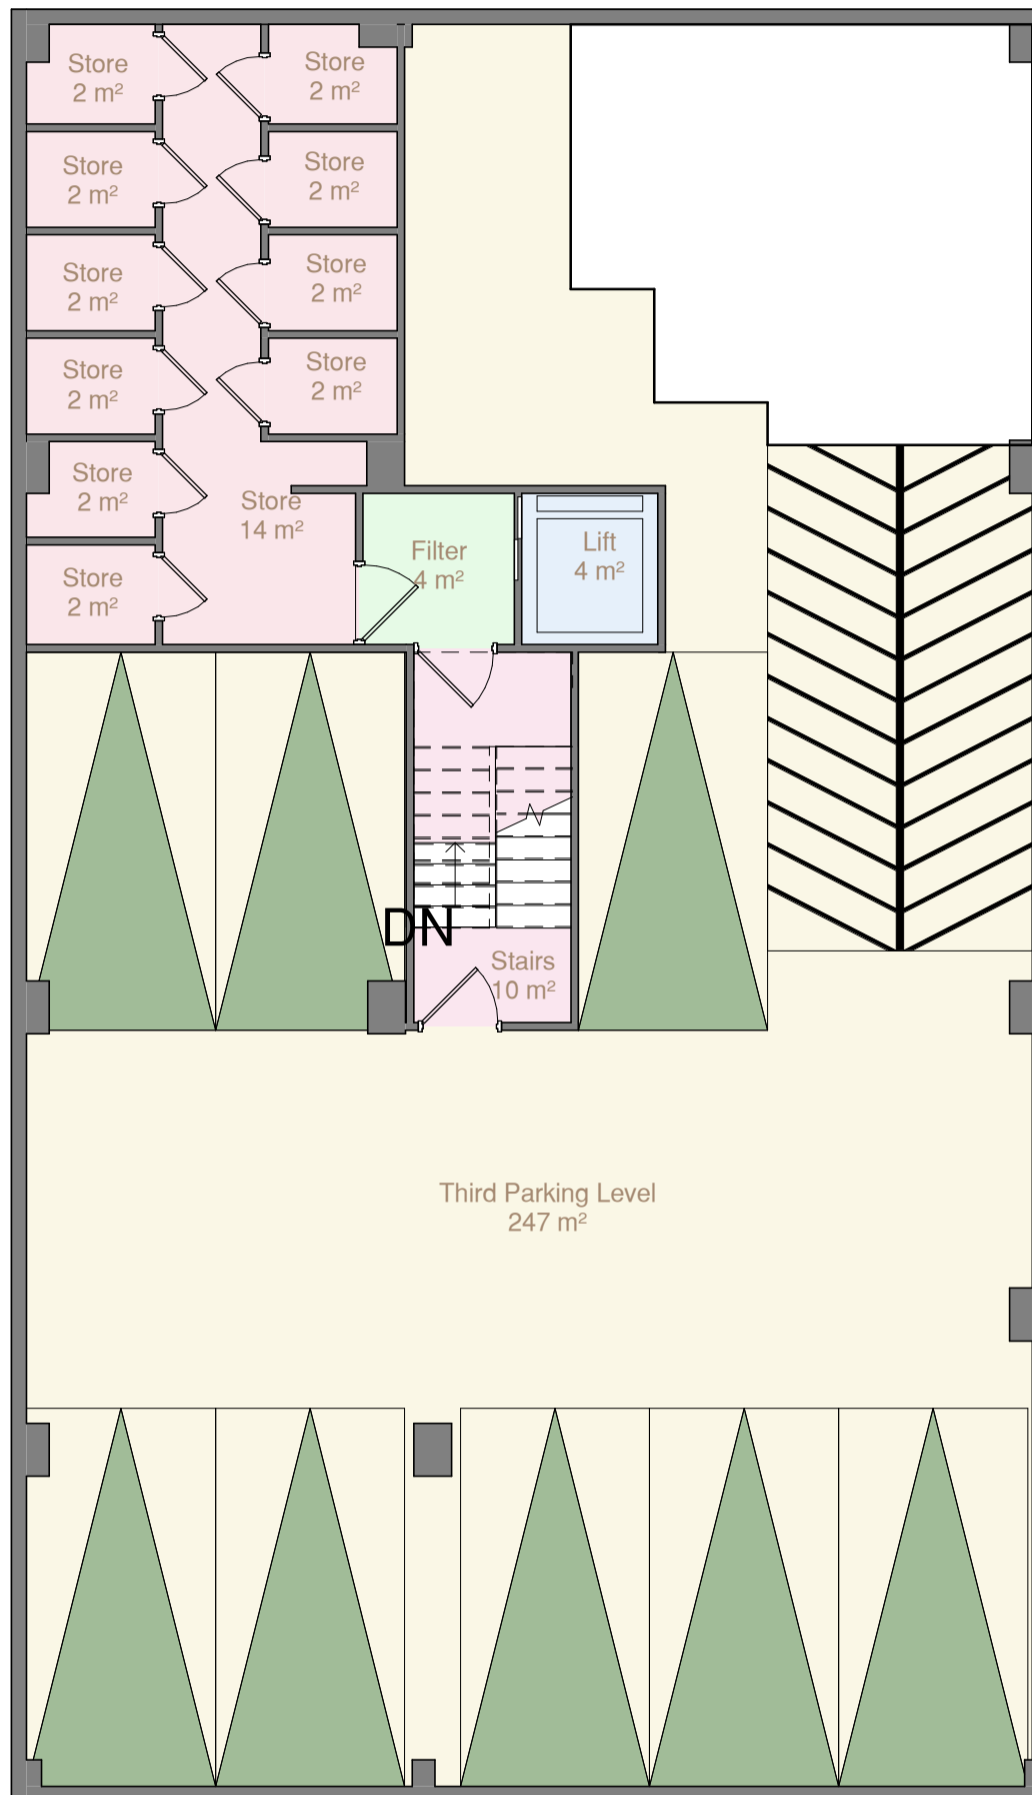 Store
2 m²
Store
2 m²
Store
2 m²
Store
2 m²
Store
2 m²
Store
2 m²
Store
2 m²
Store
2 m²
Store
2 m²
Store
14 m²
Filter
4 m²
Lift
4 m²
Store
2 m²
DN
Stairs
10 m²
Third Parking Level
247 m²